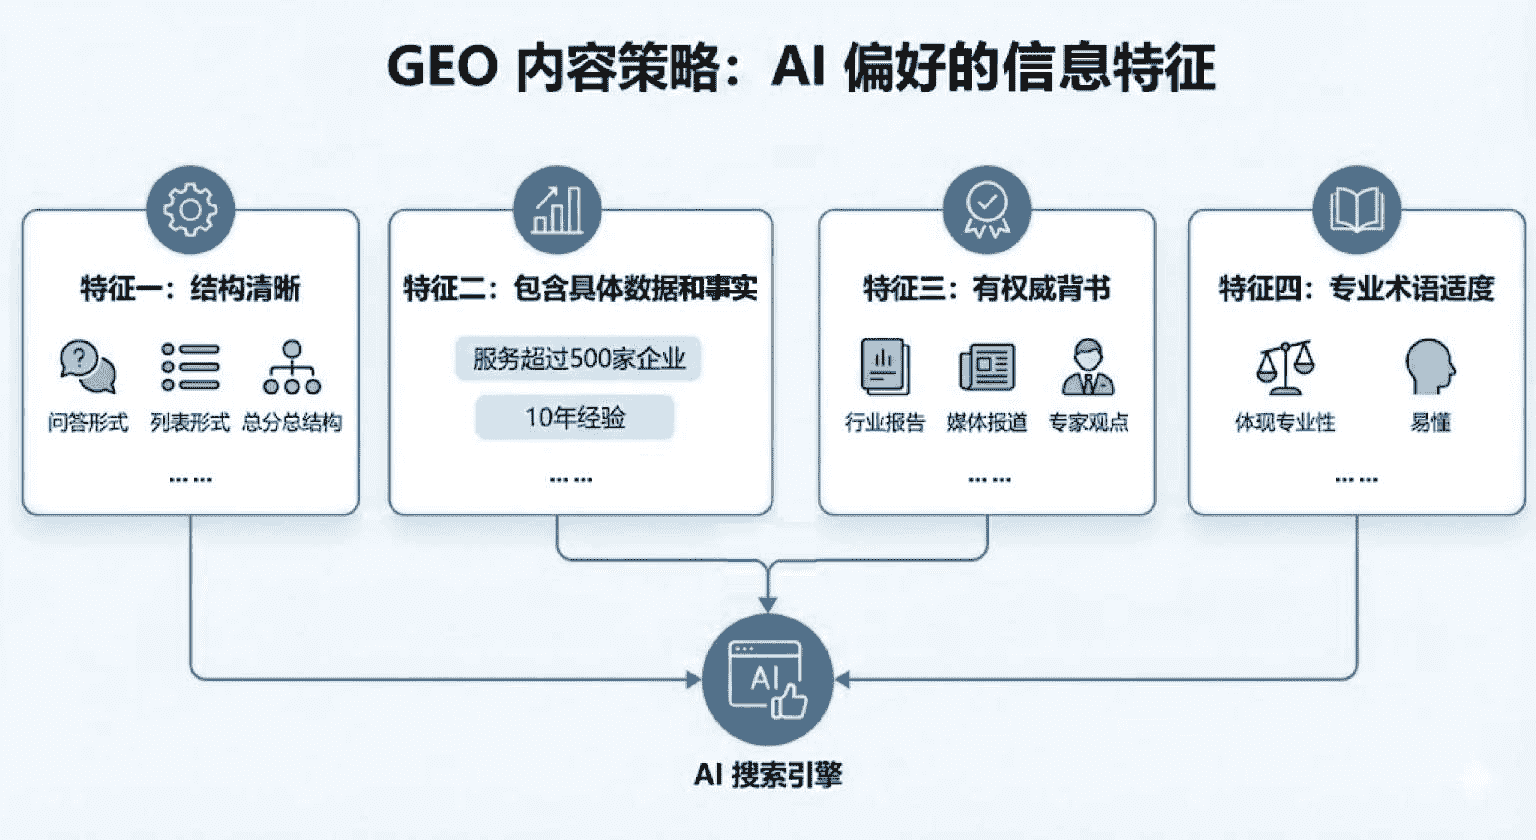 GEO 内容策略：AI 偏好的信息特征
特征一：结构清晰
?
问答形式
列表形式
总分总结构
……
特征二：包含具体数据和事实
服务超过500家企业
10年经验
……
特征三：有权威背书
行业报告
媒体报道
专家观点
……
特征四：专业术语适度
体现专业性
易懂
……
AI
AI 搜索引擎